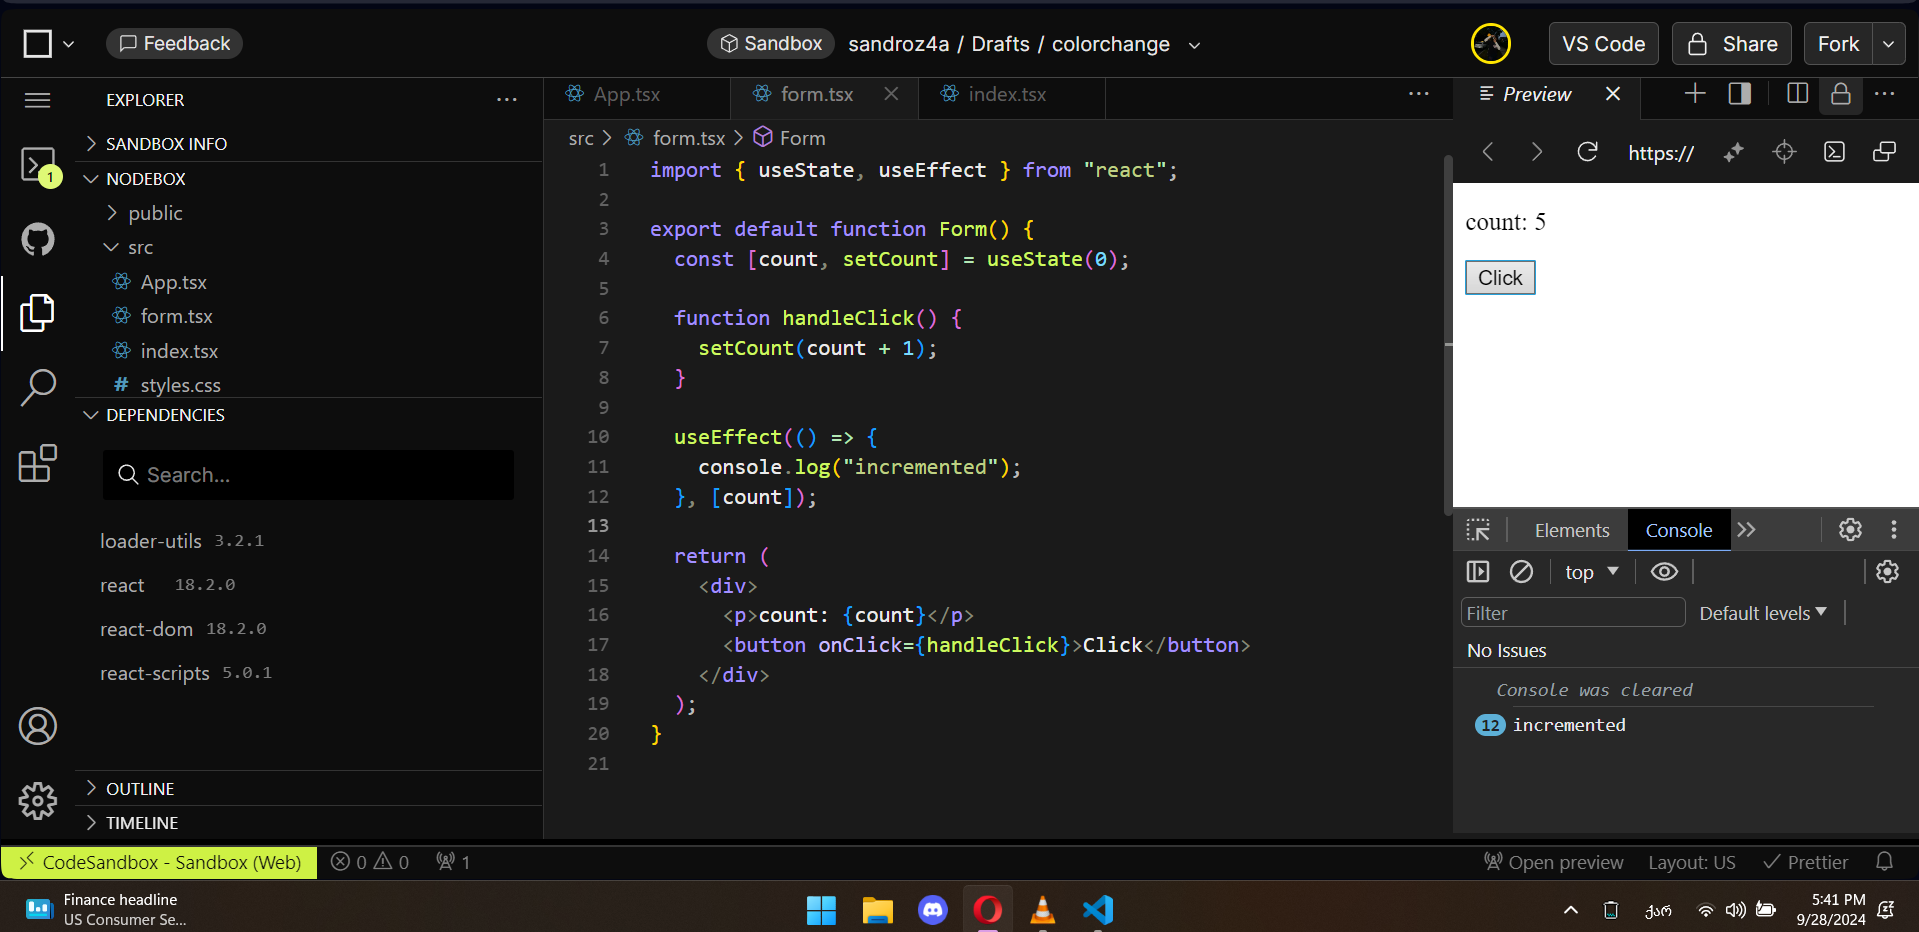 Feedback
Sandbox sandroz4a / Drafts / colorchange
VS Code
Share
Fork
EXPLORER
SANDBOX INFO
NODEBOX
public
src
App.tsx
form.tsx
index.tsx
# styles.css
DEPENDENCIES
Search...
loader-utils 3.2.1
react 18.2.0
react-dom 18.2.0
react-scripts 5.0.1
OUTLINE
TIMELINE
1
App.tsx
form.tsx
index.tsx
src > form.tsx > Form
1 import { useState, useEffect } from "react";
2
3 export default function Form() {
4 const [count, setCount] = useState(0);
5
6 function handleClick() {
7 setCount(count + 1);
8 }
9
10 useEffect(() => {
11 console.log("incremented");
12 }, [count]);
13
14 return (
15 <div>
16 <p>count: {count}</p>
17 <button onClick={handleClick}>Click</button>
18 </div>
19 );
20 }
21
Preview
https://
count: 5
Click
Elements
Console
top
Filter
Default levels
No Issues
Console was cleared
12 incremented
CodeSandbox - Sandbox (Web)
0 0
1
Open preview
Layout: US
Prettier
Finance headline
US Consumer Se...
ქარ
5:41 PM
9/28/2024